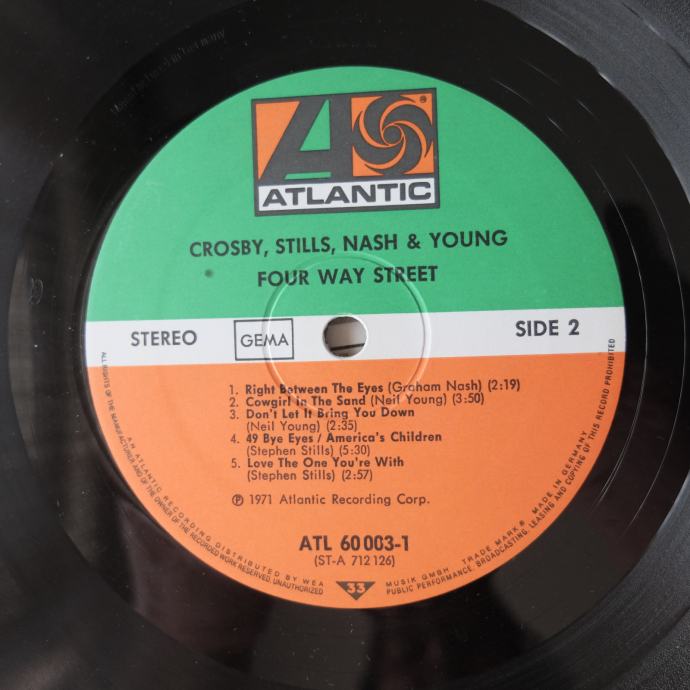 Manufactured in Germany
ATLANTIC
®
CROSBY, STILLS, NASH & YOUNG
FOUR WAY STREET
STEREO
GEMA
SIDE 2
1. Right Between The Eyes (Graham Nash) (2:19)
2. Cowgirl in The Sand (Neil Young) (3:50)
3. Don't Let It Bring You Down
(Neil Young) (2:35)
4. 49 Bye Eyes / America's Children
(Stephen Stills) (5:30)
5. Love The One You're With
(Stephen Stills) (2:57)
℗ 1971 Atlantic Recording Corp.
ATL 60 003-1
(ST-A 712 126)
33
AN ATLANTIC RECORDING DISTRIBUTED BY WEA MUSIK GMBH TRADE MARK® MADE IN GERMANY
ALL RIGHTS OF THE MANUFACTURER AND OF THE OWNER OF THE RECORDED WORK RESERVED. UNAUTHORIZED PUBLIC PERFORMANCE, BROADCASTING, LEASING AND COPYING OF THIS RECORD PROHIBITED